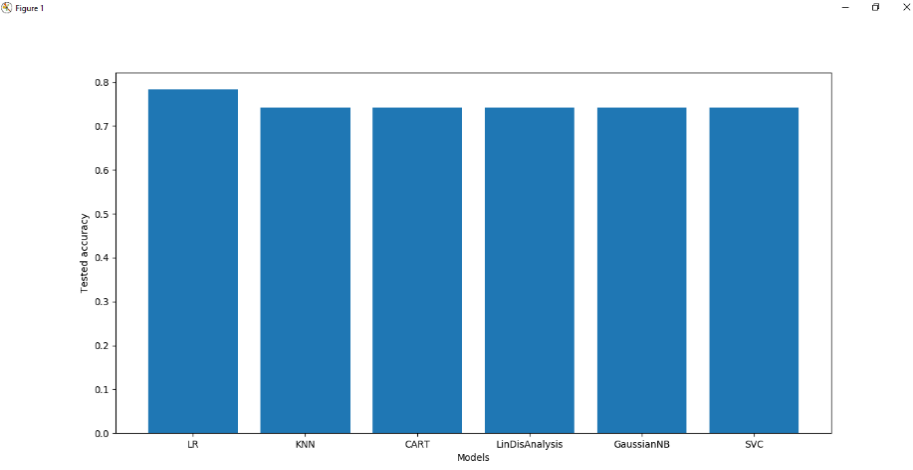 Figure 1
0.8
0.7
0.6
0.5
0.4
0.3
0.2
0.1
0.0
Tested accuracy
LR KNN CART LinDisAnalysis GaussianNB SVC
Models